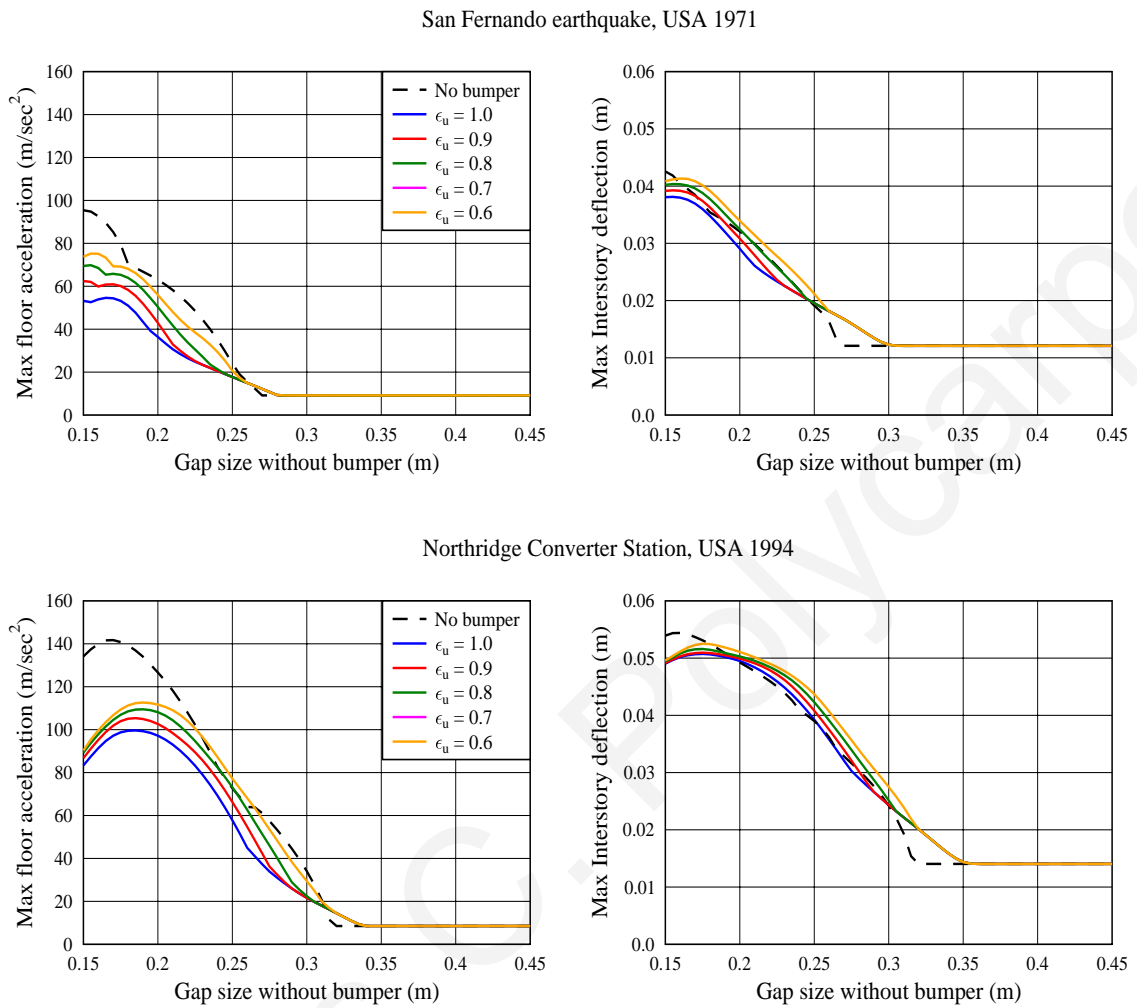 San Fernando earthquake, USA 1971
Max floor acceleration (m/sec²)
160
140
120
100
80
60
40
20
0
No bumper
ϵu = 1.0
ϵu = 0.9
ϵu = 0.8
ϵu = 0.7
ϵu = 0.6
0.15 0.2 0.25 0.3 0.35 0.4 0.45
Gap size without bumper (m)
Max Interstory deflection (m)
0.06
0.05
0.04
0.03
0.02
0.01
0.0
0.15 0.2 0.25 0.3 0.35 0.4 0.45
Gap size without bumper (m)
Northridge Converter Station, USA 1994
Max floor acceleration (m/sec²)
160
140
120
100
80
60
40
20
0
No bumper
ϵu = 1.0
ϵu = 0.9
ϵu = 0.8
ϵu = 0.7
ϵu = 0.6
0.15 0.2 0.25 0.3 0.35 0.4 0.45
Gap size without bumper (m)
Max Interstory deflection (m)
0.06
0.05
0.04
0.03
0.02
0.01
0.0
0.15 0.2 0.25 0.3 0.35 0.4 0.45
Gap size without bumper (m)
C. Polycarpo